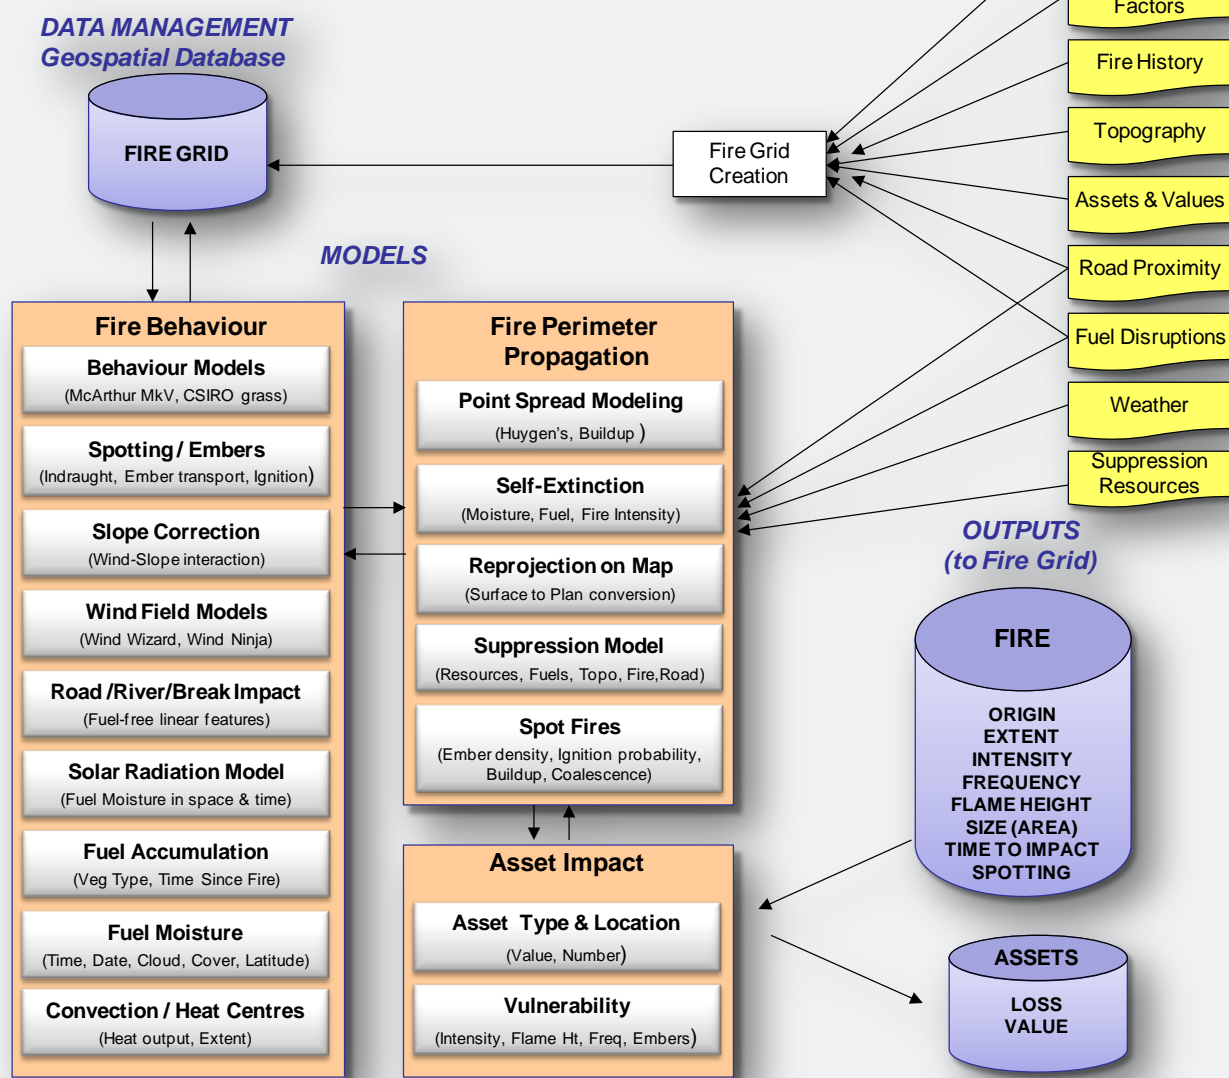 DATA MANAGEMENT
Geospatial Database
FIRE GRID
Fire Grid
Creation
Factors
Fire History
Topography
Assets & Values
Road Proximity
Fuel Disruptions
Weather
Suppression
Resources
MODELS
Fire Behaviour
Behaviour Models
(McArthur MkV, CSIRO grass)
Spotting / Embers
(Indraught, Ember transport, Ignition)
Slope Correction
(Wind-Slope interaction)
Wind Field Models
(Wind Wizard, Wind Ninja)
Road /River/Break Impact
(Fuel-free linear features)
Solar Radiation Model
(Fuel Moisture in space & time)
Fuel Accumulation
(Veg Type, Time Since Fire)
Fuel Moisture
(Time, Date, Cloud, Cover, Latitude)
Convection / Heat Centres
(Heat output, Extent)
Fire Perimeter
Propagation
Point Spread Modeling
(Huygen's, Buildup )
Self-Extinction
(Moisture, Fuel, Fire Intensity)
Reprojection on Map
(Surface to Plan conversion)
Suppression Model
(Resources, Fuels, Topo, Fire,Road)
Spot Fires
(Ember density, Ignition probability,
Buildup, Coalescence)
Asset Impact
Asset Type & Location
(Value, Number)
Vulnerability
(Intensity, Flame Ht, Freq, Embers)
OUTPUTS
(to Fire Grid)
FIRE
ORIGIN
EXTENT
INTENSITY
FREQUENCY
FLAME HEIGHT
SIZE (AREA)
TIME TO IMPACT
SPOTTING
ASSETS
LOSS
VALUE